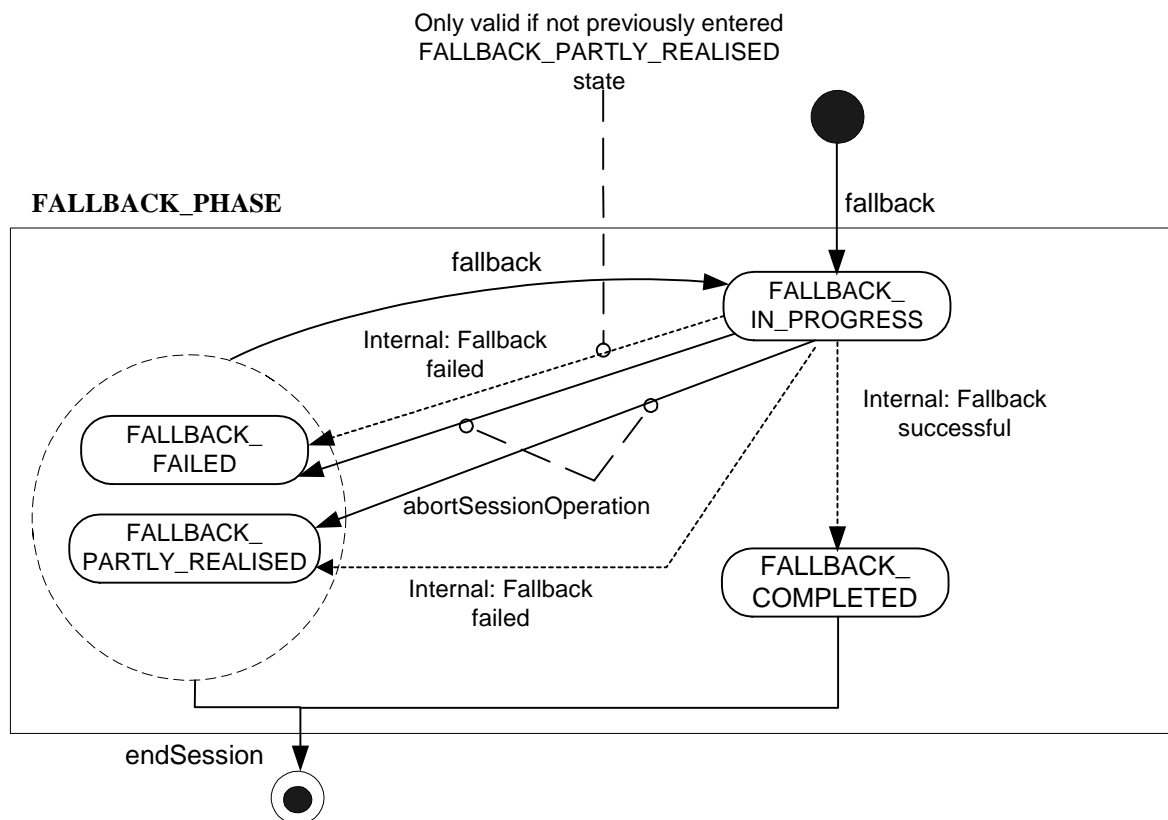 Only valid if not previously entered
FALLBACK_PARTLY_REALISED
state
FALLBACK_PHASE
fallback
fallback
FALLBACK_
IN_PROGRESS
Internal: Fallback
failed
Internal: Fallback
successful
FALLBACK_
FAILED
abortSessionOperation
FALLBACK_
PARTLY_REALISED
FALLBACK_
COMPLETED
Internal: Fallback
failed
endSession